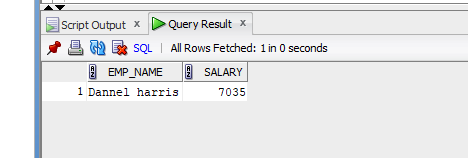 Script Output x Query Result x
SQL | All Rows Fetched: 1 in 0 seconds
EMP_NAME SALARY
1 Dannel harris 7035